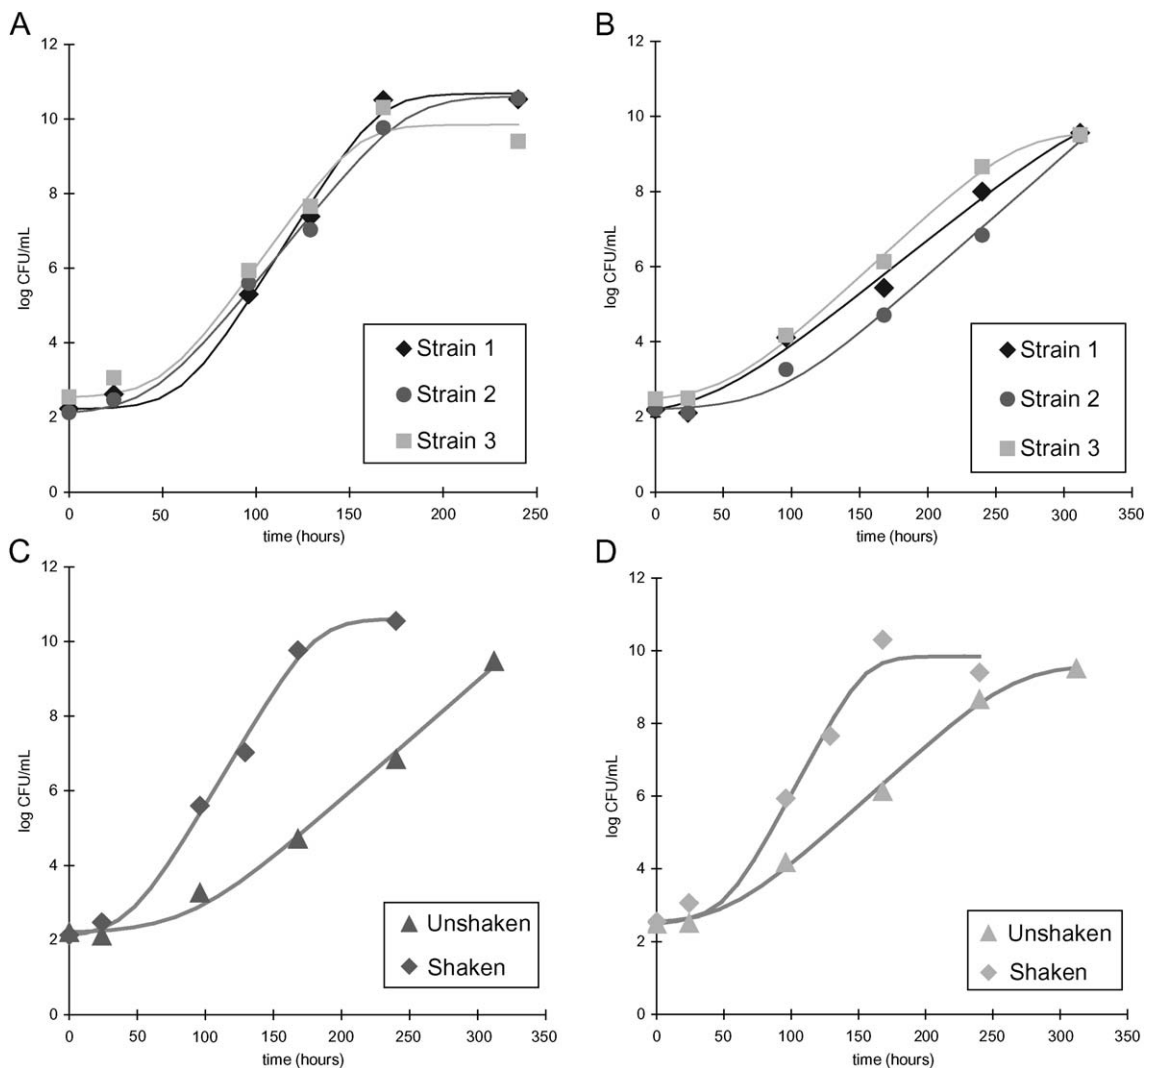 A
12
10
8
6
4
2
0
log CFU/mL
Strain 1
Strain 2
Strain 3
0 50 100 150 200 250
time (hours)
B
12
10
8
6
4
2
0
log CFU/mL
Strain 1
Strain 2
Strain 3
0 50 100 150 200 250 300 350
time (hours)
C
12
10
8
6
4
2
0
log CFU/mL
Unshaken
Shaken
0 50 100 150 200 250 300 350
time (hours)
D
12
10
8
6
4
2
0
log CFU/mL
Unshaken
Shaken
0 50 100 150 200 250 300 350
time (hours)